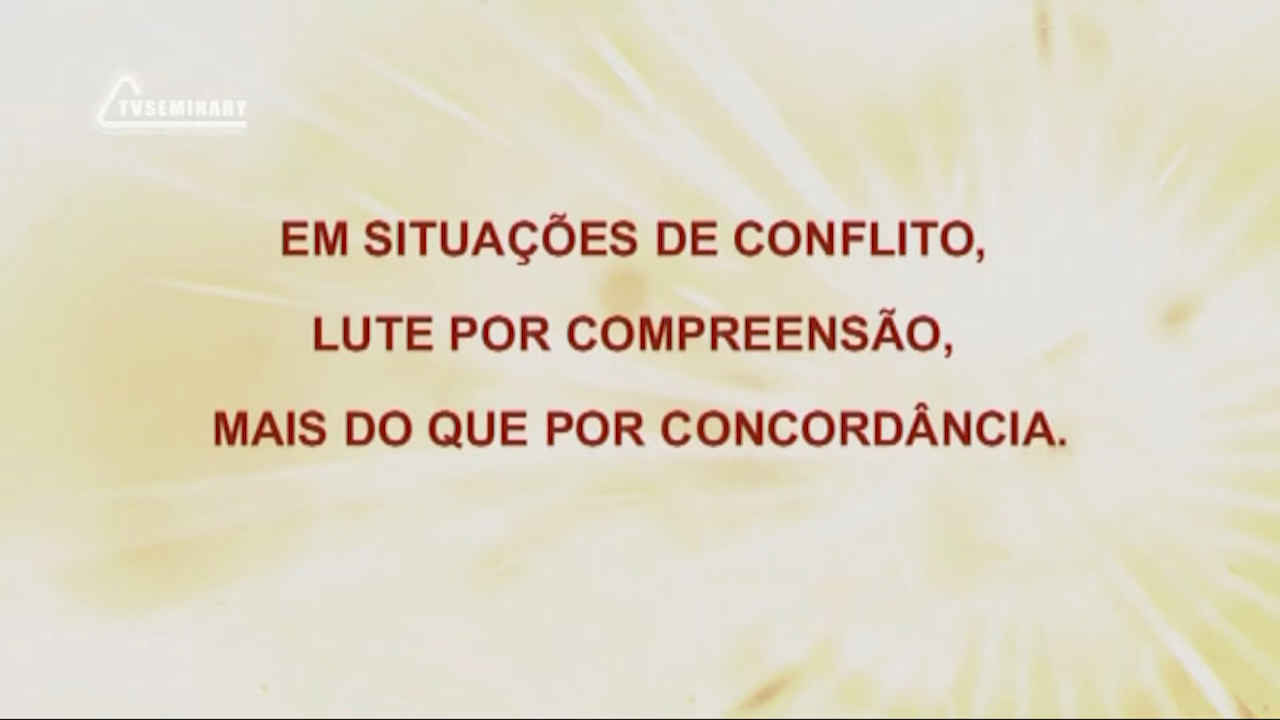 TVSEMINARY
EM SITUAÇÕES DE CONFLITO,
LUTE POR COMPREENSÃO,
MAIS DO QUE POR CONCORDÂNCIA.